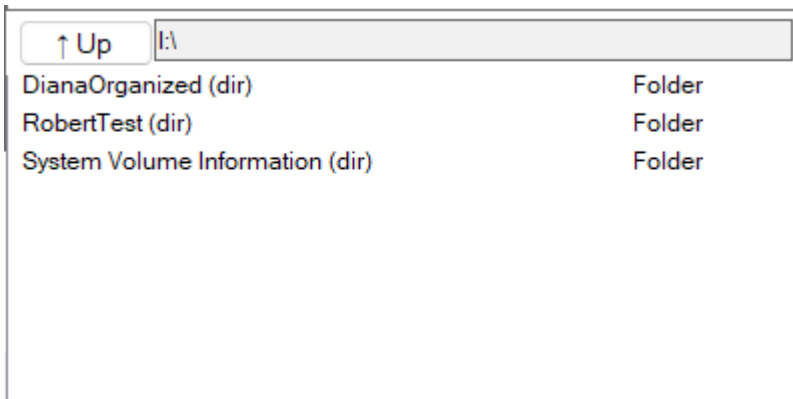 ↑ Up I:\
DianaOrganized (dir) Folder
RobertTest (dir) Folder
System Volume Information (dir) Folder